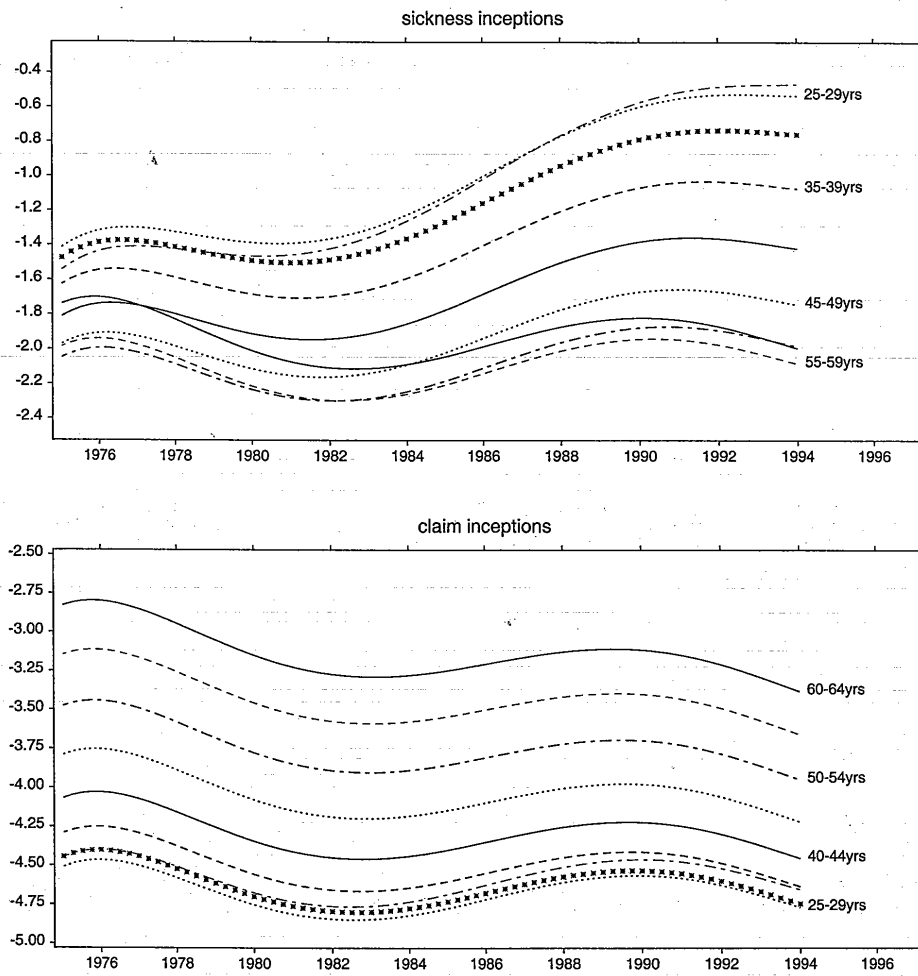 sickness inceptions
-0.4
-0.6
-0.8
-1.0
-1.2
-1.4
-1.6
-1.8
-2.0
-2.2
-2.4
25-29yrs
35-39yrs
45-49yrs
55-59yrs
1976 1978 1980 1982 1984 1986 1988 1990 1992 1994 1996
claim inceptions
-2.50
-2.75
-3.00
-3.25
-3.50
-3.75
-4.00
-4.25
-4.50
-4.75
-5.00
60-64yrs
50-54yrs
40-44yrs
25-29yrs
1976 1978 1980 1982 1984 1986 1988 1990 1992 1994 1996